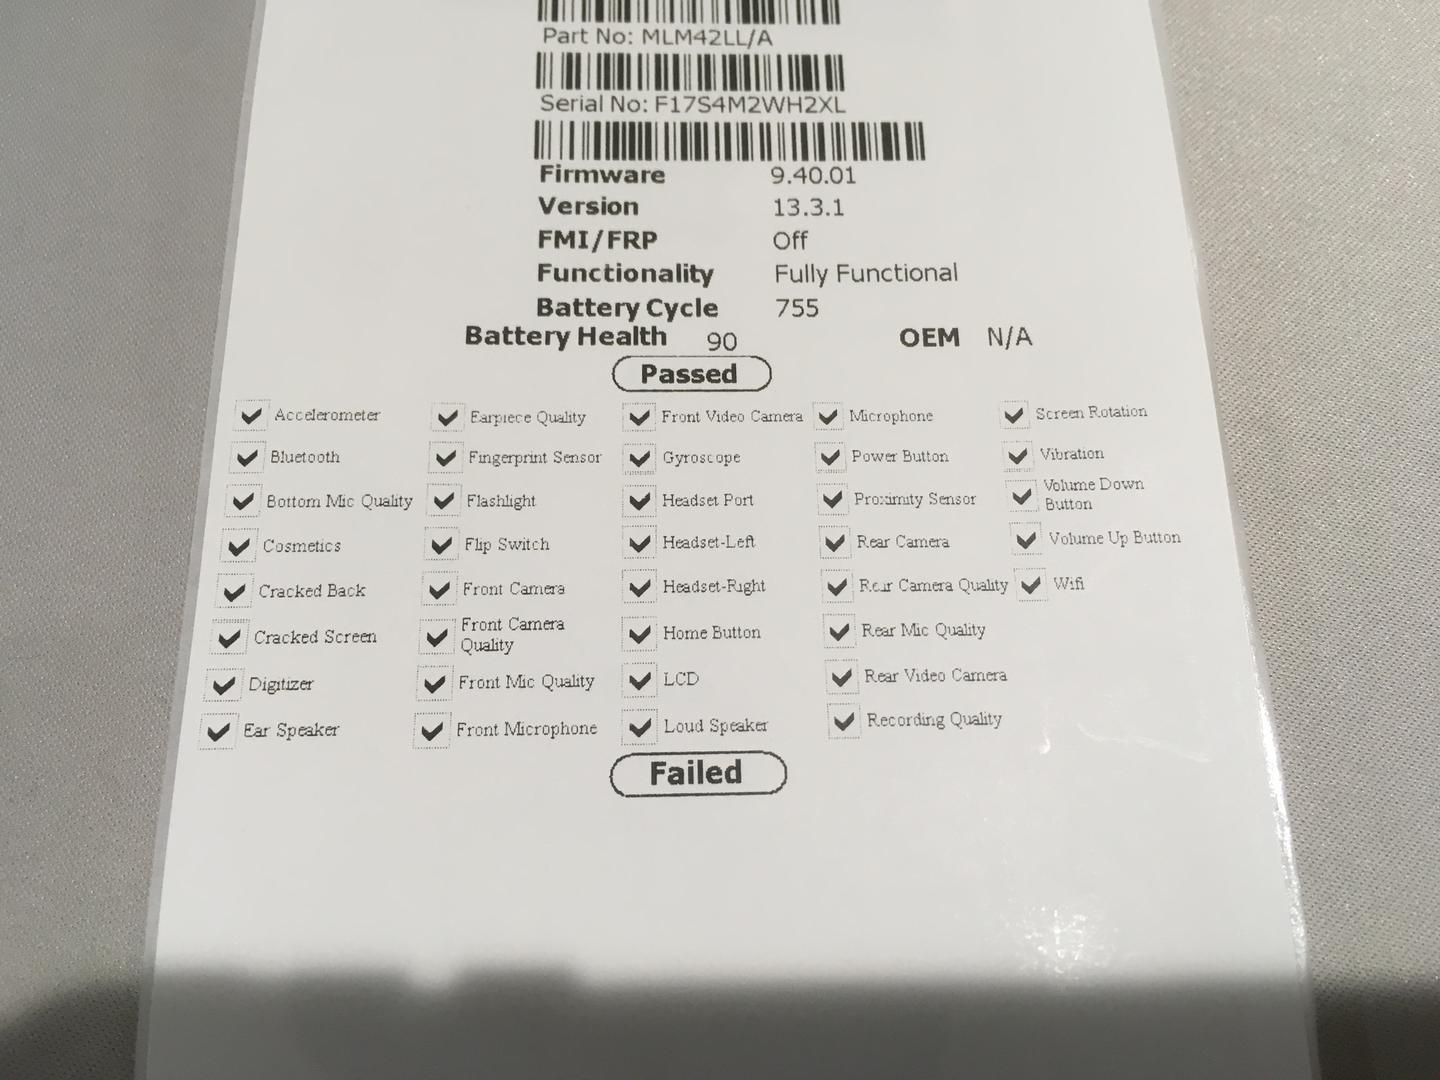 Part No: MLM42LL/A
Serial No: F17S4M2WH2XL
Firmware 9.40.01
Version 13.3.1
FMI/FRP Off
Functionality Fully Functional
Battery Cycle 755
Battery Health 90 OEM N/A
Passed
Accelerometer Earpiece Quality Front Video Camera Microphone Screen Rotation
Bluetooth Fingerprint Sensor Gyroscope Power Button Vibration
Bottom Mic Quality Flashlight Headset Port Proximity Sensor Volume Down Button
Cosmetics Flip Switch Headset-Left Rear Camera Volume Up Button
Cracked Back Front Camera Headset-Right Rear Camera Quality Wifi
Cracked Screen Front Camera Quality Home Button Rear Mic Quality
Digitizer Front Mic Quality LCD Rear Video Camera
Ear Speaker Front Microphone Loud Speaker Recording Quality
Failed